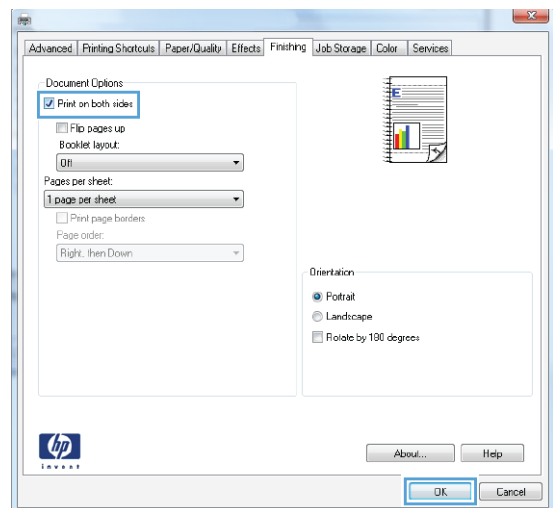 Advanced Printing Shortcuts Paper/Quality Effects Finishing Job Storage Color Services
Document Options
Print on both sides
Flip pages up
Booklet layout:
Off
Pages per sheet:
1 page per sheet
Print page borders
Page order:
Right, then Down
E
Orientation
Portrait
Landscape
Rotate by 180 degrees
hp
invent
About... Help
OK Cancel